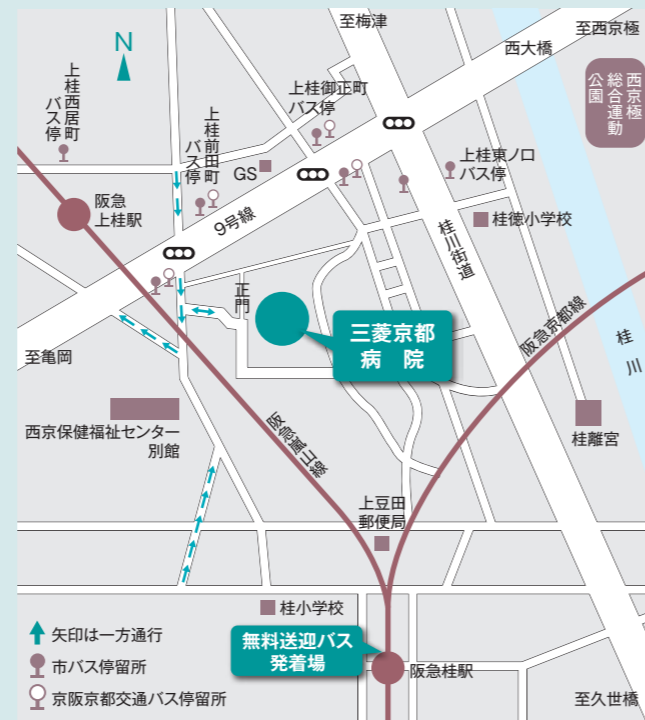 至梅津
至西京極
西大橋
N
上桂西居町
バス停
上桂前田町
バス停
上桂御正町
バス停
西京極
総合運動
公園
GS
上桂東ノ口
バス停
阪急
上桂駅
9号線
桂徳小学校
桂川街道
正門
三菱京都
病 院
阪急京都線
桂川
至亀岡
西京保健福祉センター
別館
阪急嵐山線
桂離宮
上豆田
郵便局
桂小学校
無料送迎バス
発着場
阪急桂駅
矢印は一方通行
市バス停留所
京阪京都交通バス停留所
至久世橋